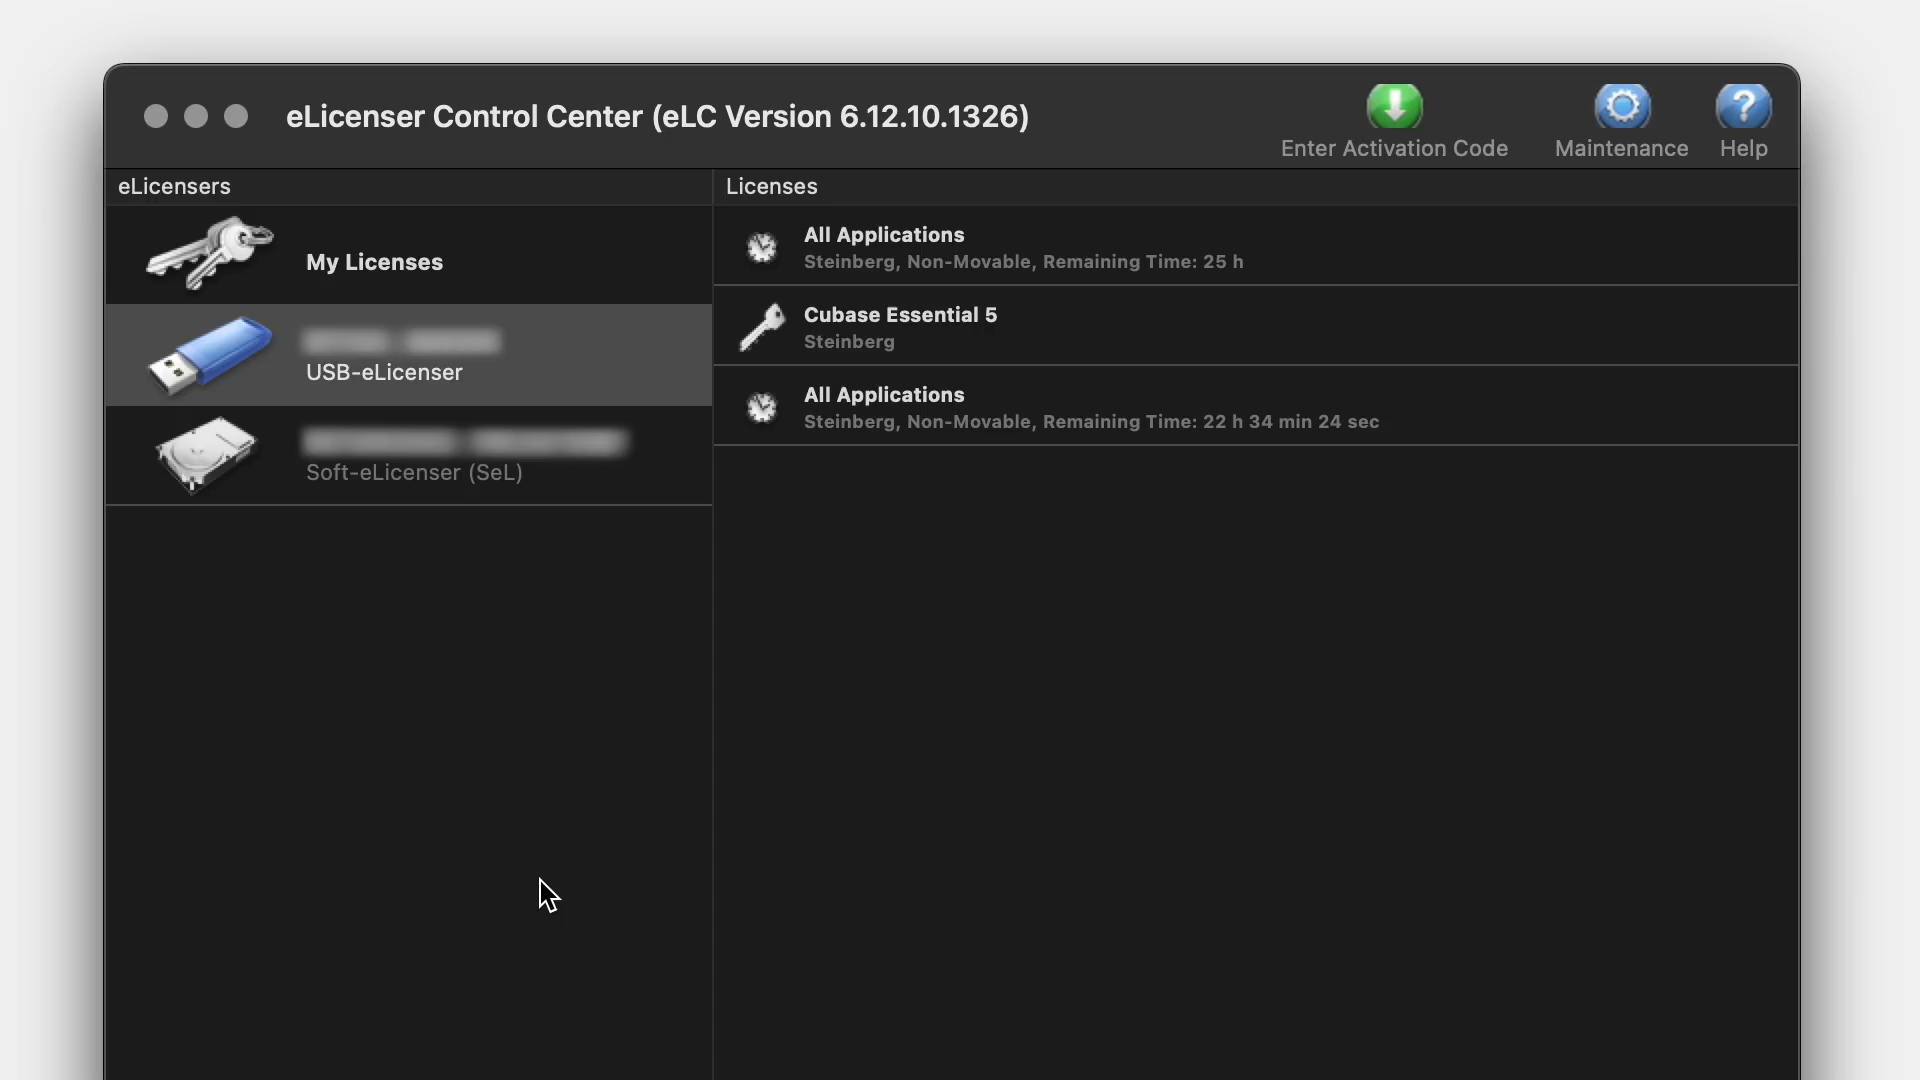 eLicenser Control Center (eLC Version 6.12.10.1326)
Enter Activation Code
Maintenance
Help
eLicensers
My Licenses
USB-eLicenser
Soft-eLicenser (SeL)
Licenses
All Applications
Steinberg, Non-Movable, Remaining Time: 25 h
Cubase Essential 5
Steinberg
All Applications
Steinberg, Non-Movable, Remaining Time: 22 h 34 min 24 sec